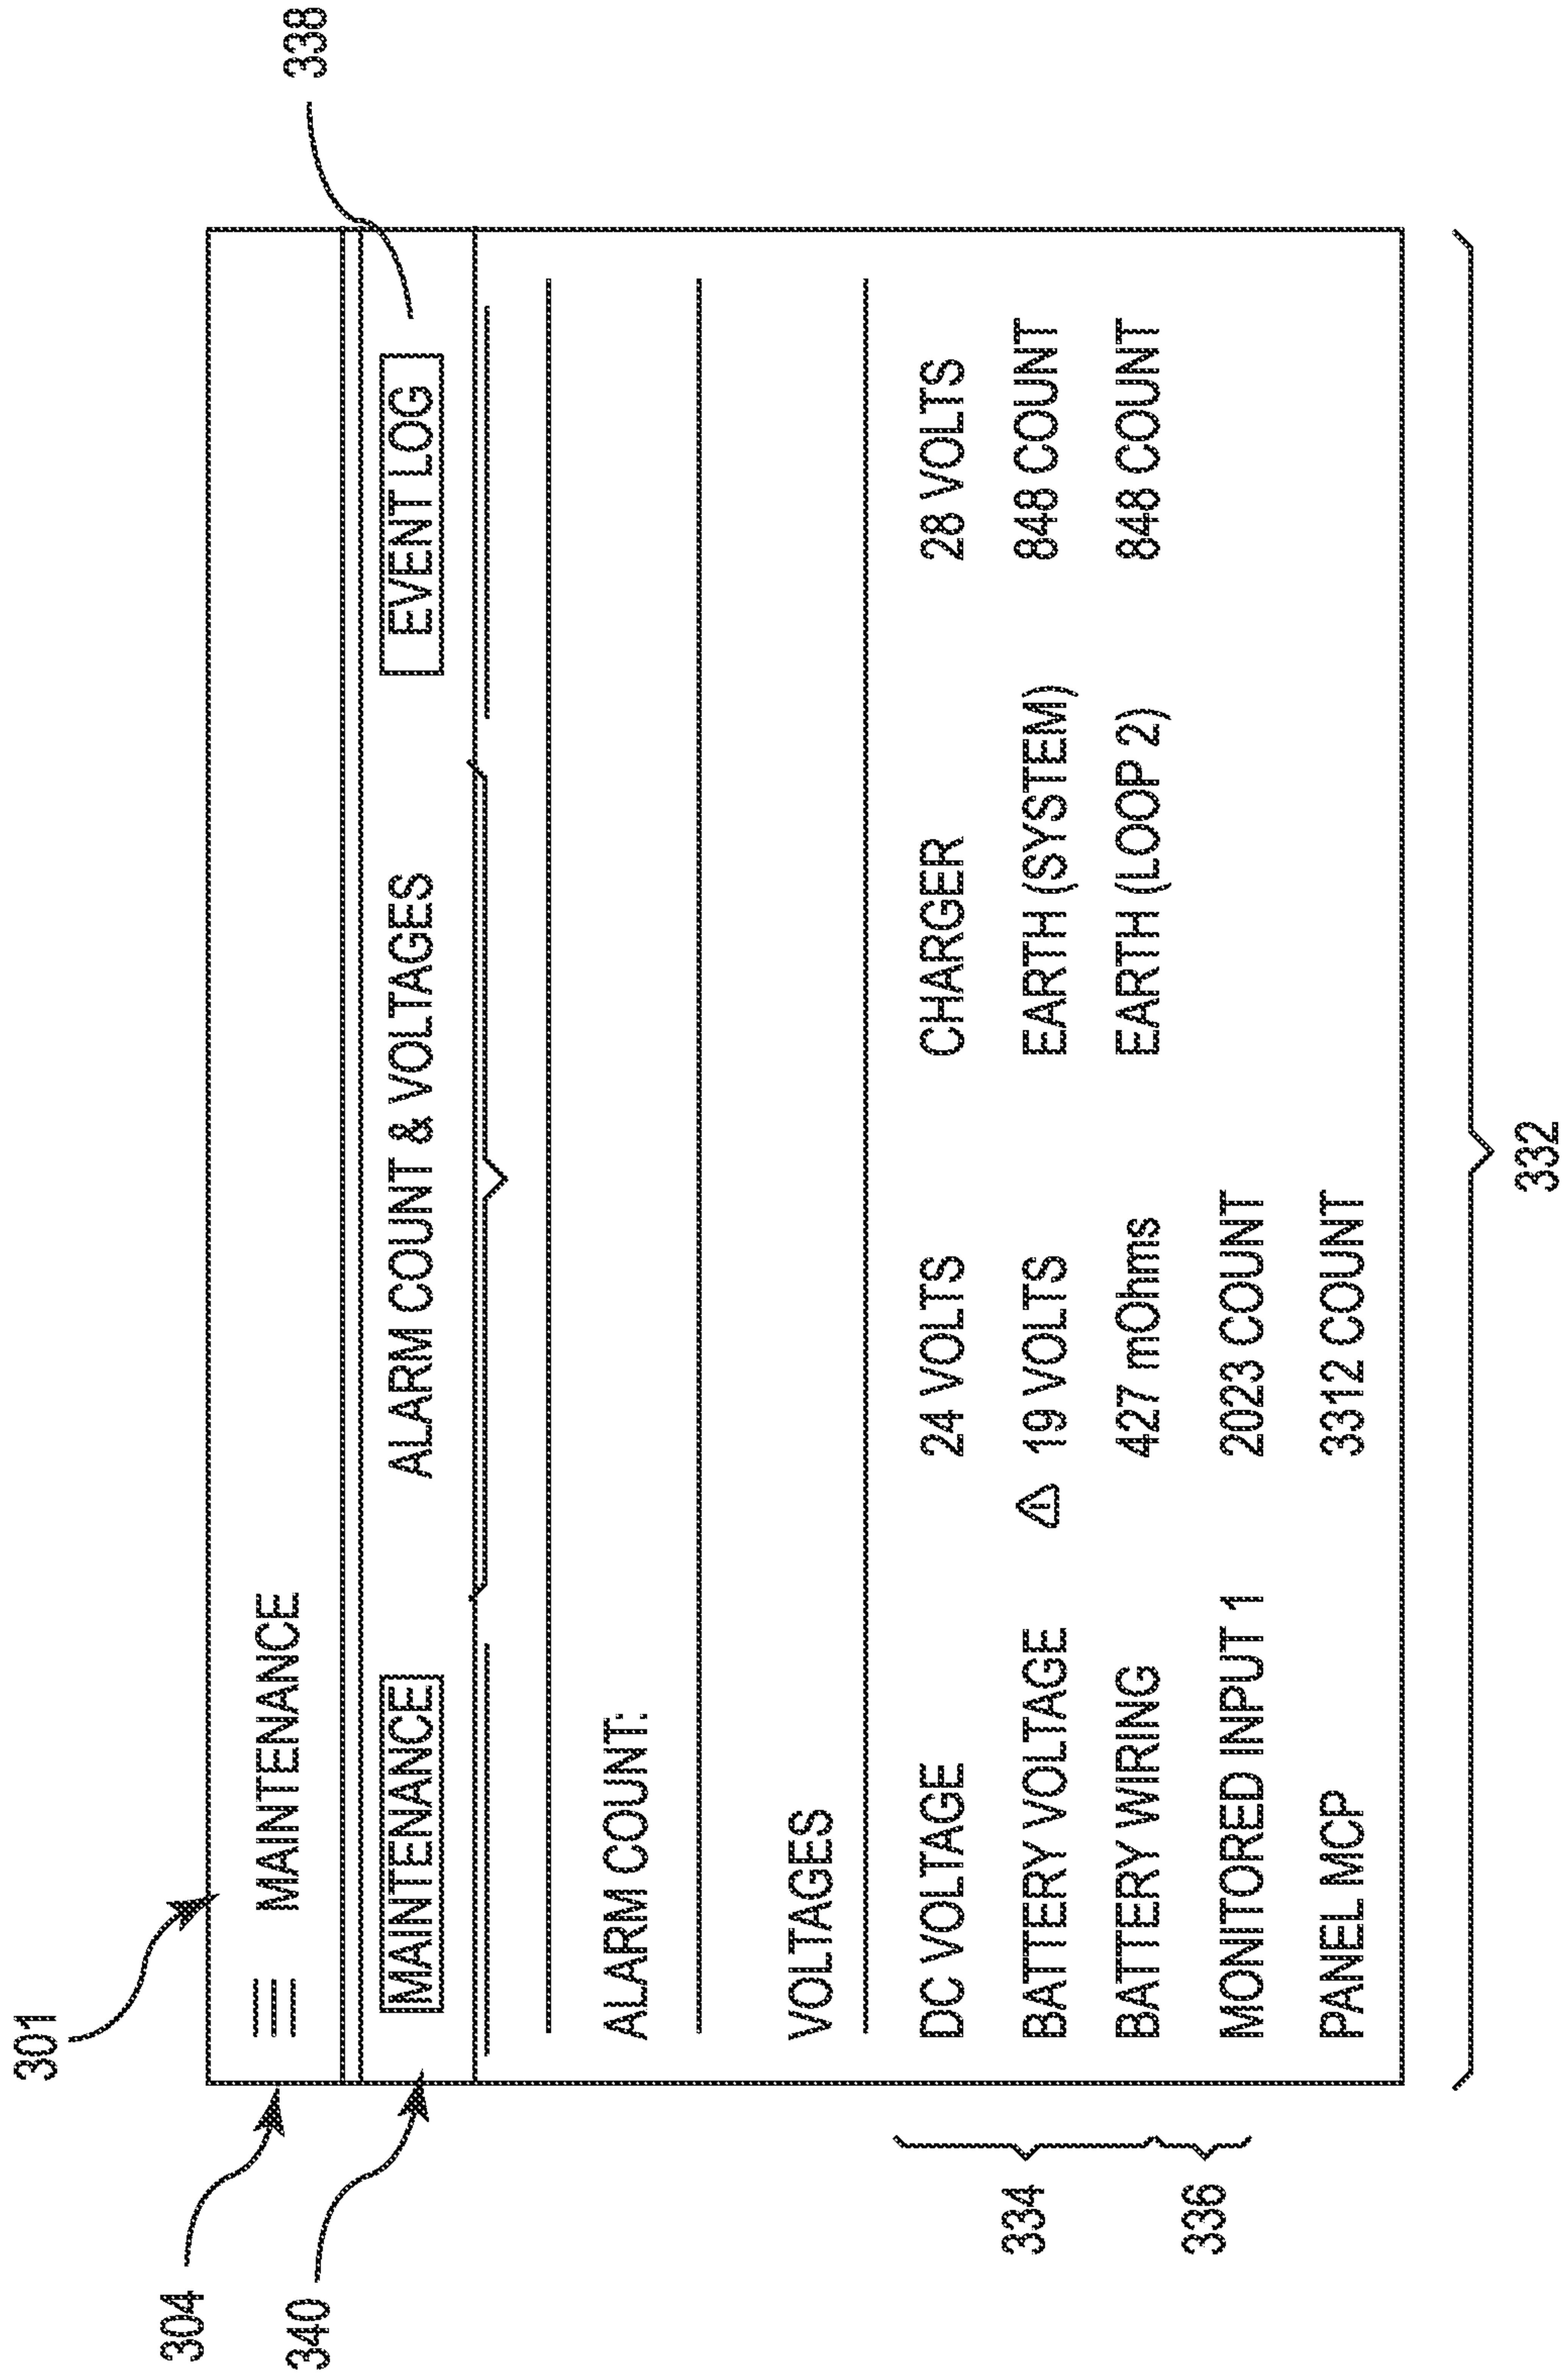 301
304
MAINTENANCE
338
340
MAINTENANCE ALARM COUNT & VOLTAGES EVENT LOG
ALARM COUNT:
VOLTAGES
DC VOLTAGE 24 VOLTS CHARGER 28 VOLTS
334
BATTERY VOLTAGE 19 VOLTS EARTH (SYSTEM) 848 COUNT
BATTERY WIRING 427 mOhms EARTH (LOOP 2) 848 COUNT
336
MONITORED INPUT 1 2023 COUNT
PANEL MCP 3312 COUNT
332